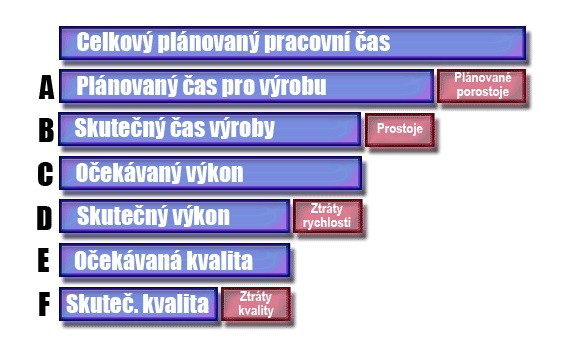 Celkový plánovaný pracovní čas
A Plánovaný čas pro výrobu Plánované porostoje
B Skutečný čas výroby Prostoje
C Očekávaný výkon
D Skutečný výkon Ztráty rychlosti
E Očekávaná kvalita
F Skuteč. kvalita Ztráty kvality